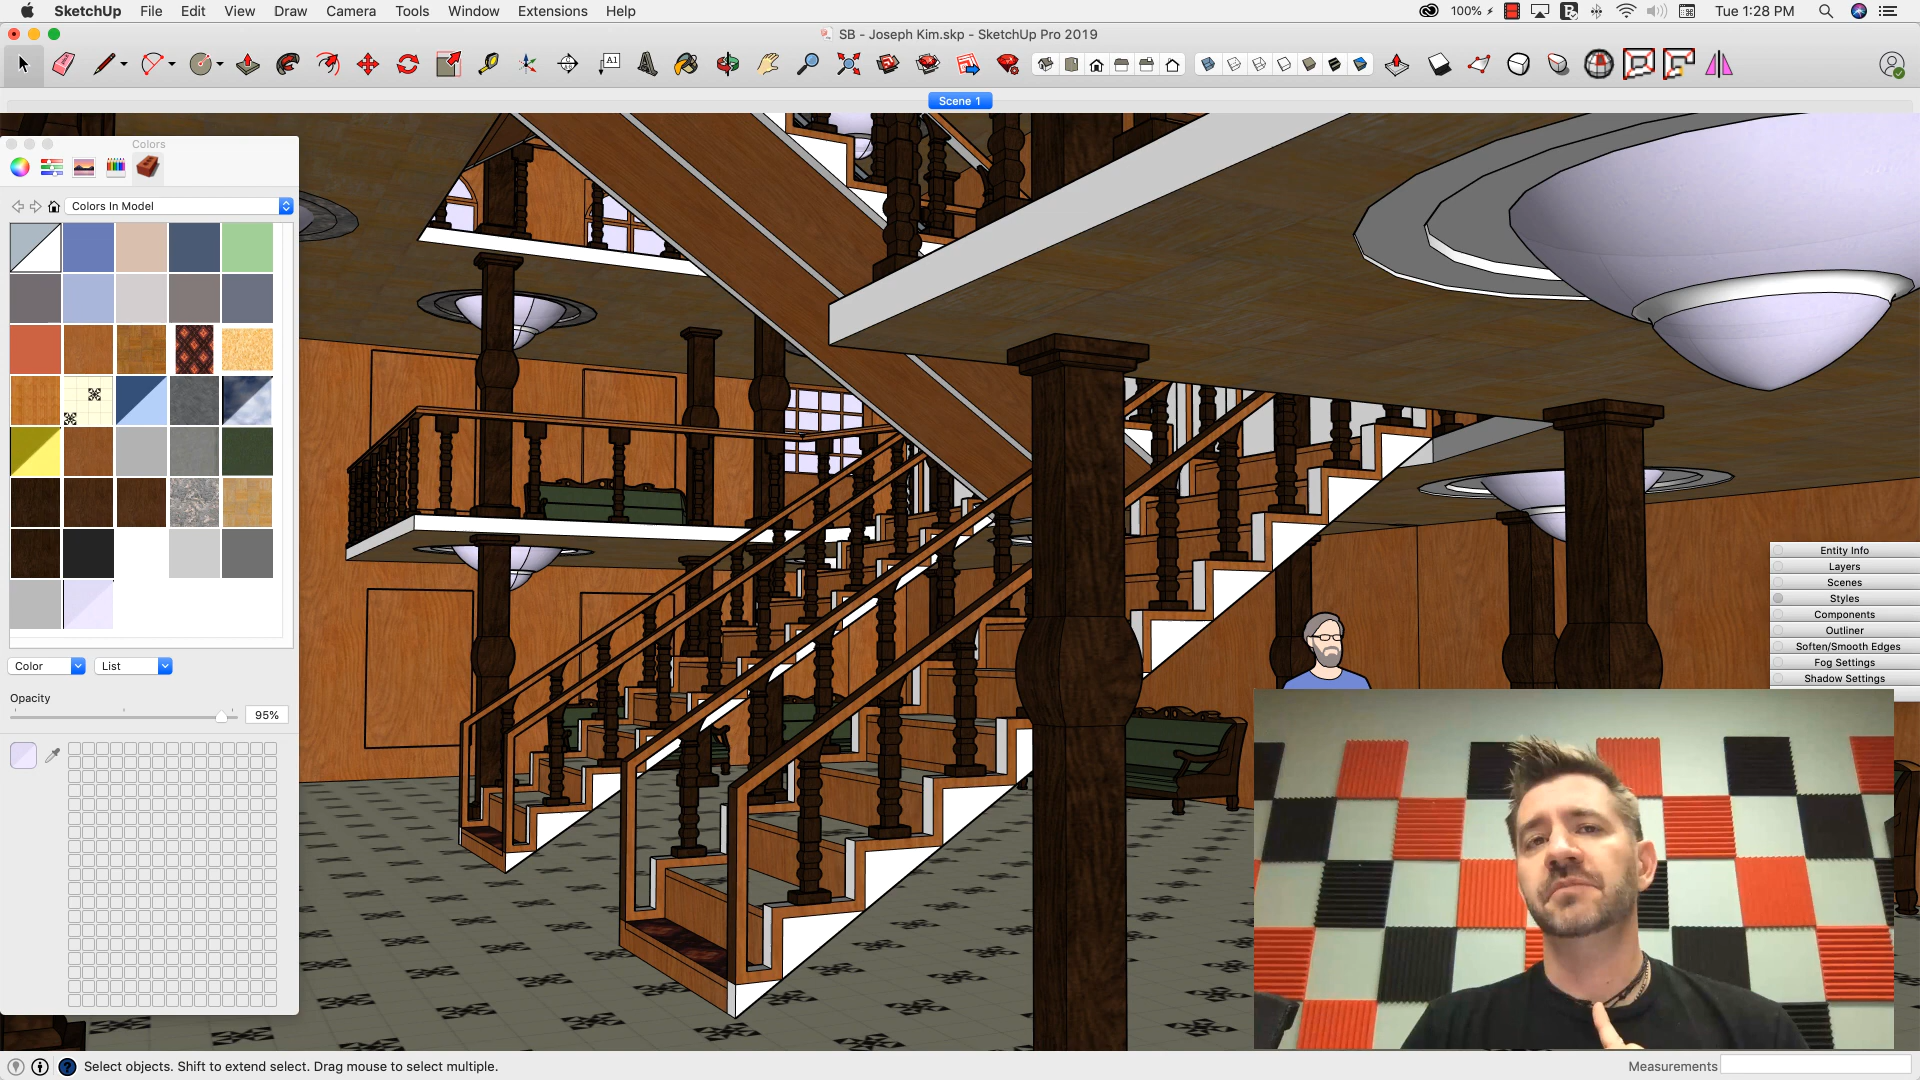 SketchUp File Edit View Draw Camera Tools Window Extensions Help 100% Tue 1:28 PM
SB - Joseph Kim.skp - SketchUp Pro 2019
A1
Scene 1
Colors
Colors In Model
Color List
Opacity
95%
Entity Info
Layers
Scenes
Styles
Components
Outliner
Soften/Smooth Edges
Fog Settings
Shadow Settings
Select objects. Shift to extend select. Drag mouse to select multiple.
Measurements